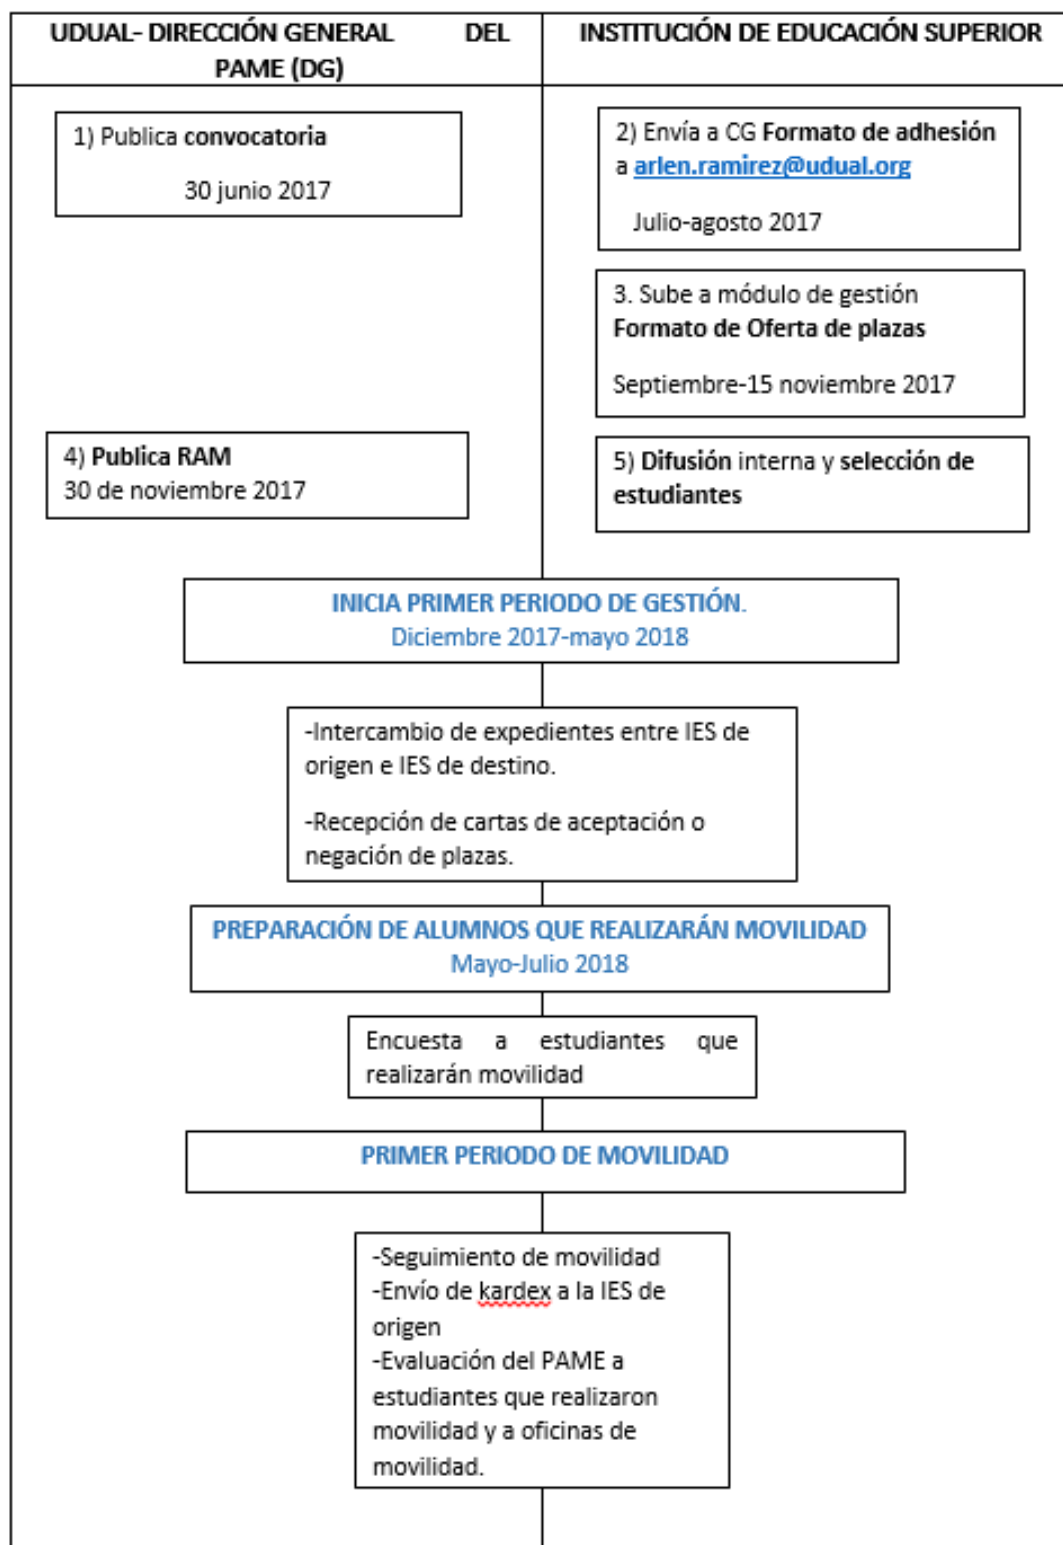 UDUAL- DIRECCIÓN GENERAL DEL
PAME (DG)
INSTITUCIÓN DE EDUCACIÓN SUPERIOR
1) Publica convocatoria
30 junio 2017
2) Envía a CG Formato de adhesión
a arlen.ramirez@udual.org
Julio-agosto 2017
3. Sube a módulo de gestión
Formato de Oferta de plazas
Septiembre-15 noviembre 2017
4) Publica RAM
30 de noviembre 2017
5) Difusión interna y selección de
estudiantes
INICIA PRIMER PERIODO DE GESTIÓN.
Diciembre 2017-mayo 2018
-Intercambio de expedientes entre IES de
origen e IES de destino.
-Recepción de cartas de aceptación o
negación de plazas.
PREPARACIÓN DE ALUMNOS QUE REALIZARÁN MOVILIDAD
Mayo-Julio 2018
Encuesta a estudiantes que
realizarán movilidad
PRIMER PERIODO DE MOVILIDAD
-Seguimiento de movilidad
-Envío de kardex a la IES de
origen
-Evaluación del PAME a
estudiantes que realizaron
movilidad y a oficinas de
movilidad.